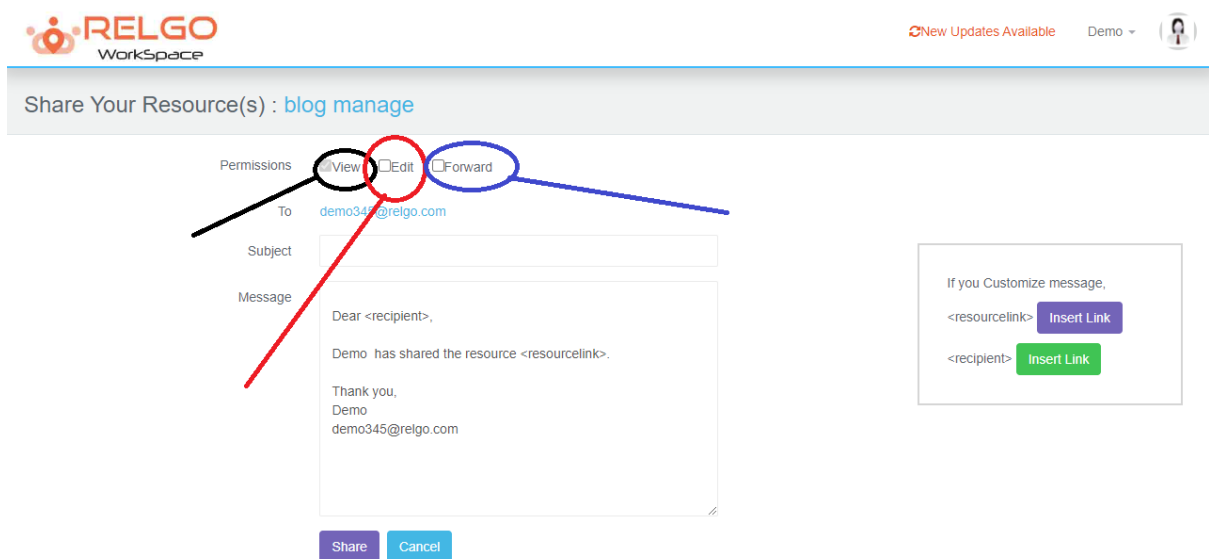 RELGO
WorkSpace
New Updates Available
Demo
Share Your Resource(s) : blog manage
Permissions View Edit Forward
To demo345@relgo.com
Subject
Message
Dear <recipient>,
Demo has shared the resource <resourcelink>.
Thank you,
Demo
demo345@relgo.com
If you Customize message,
<resourcelink> Insert Link
<recipient> Insert Link
Share Cancel